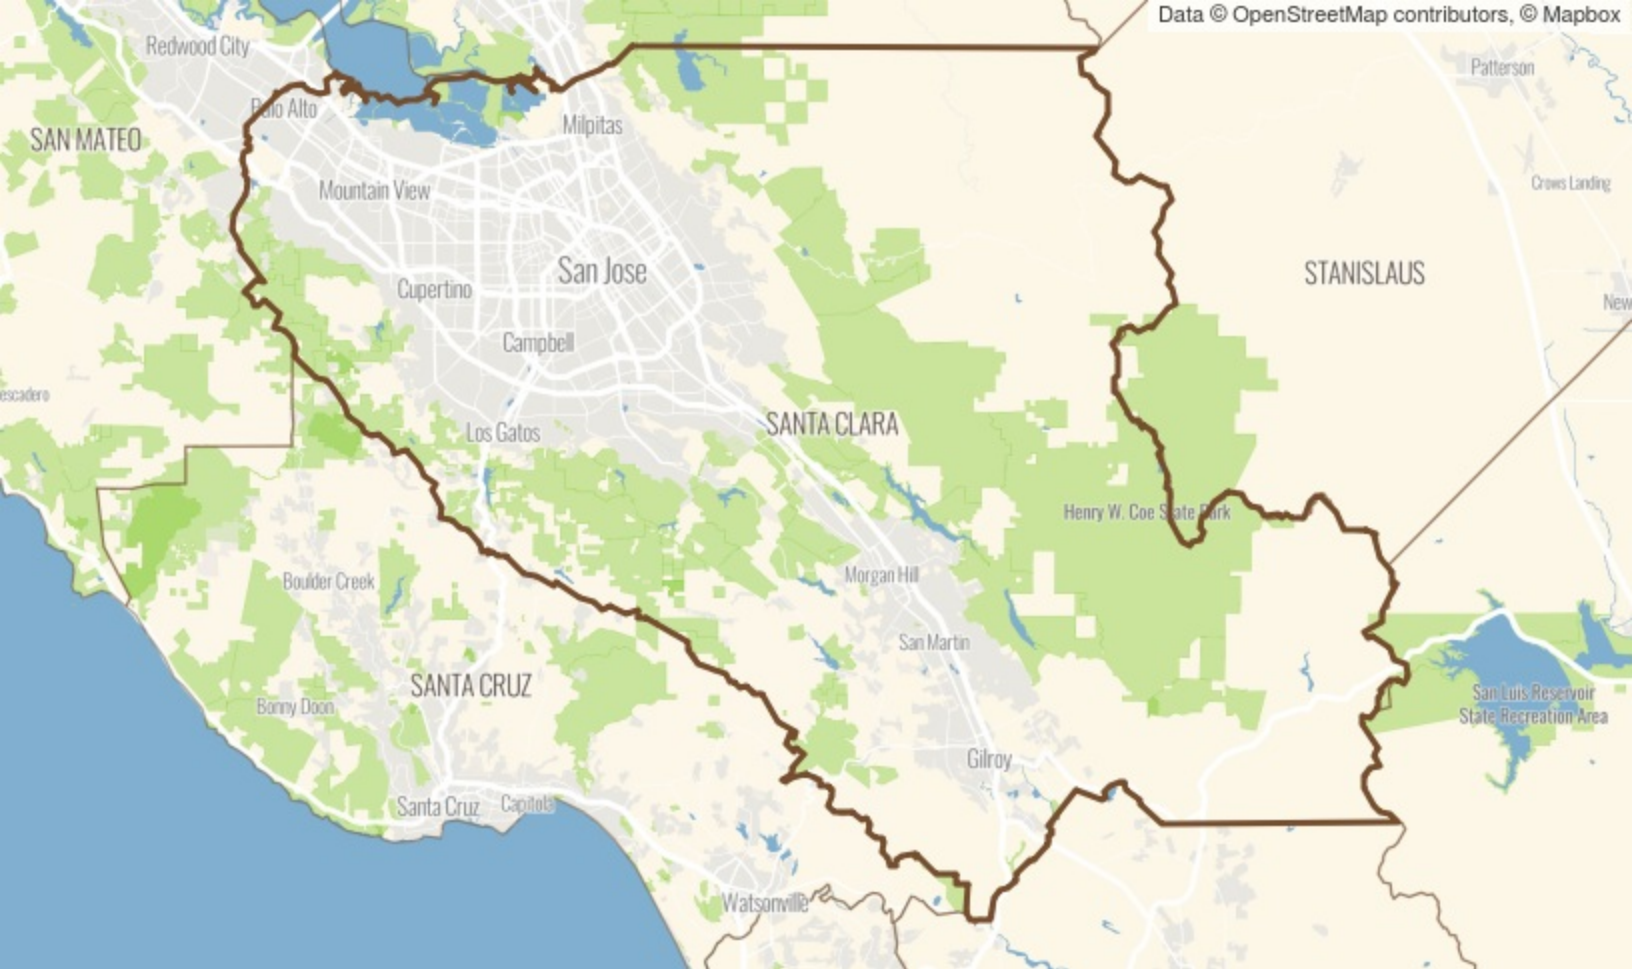 Data © OpenStreetMap contributors, © Mapbox
Redwood City
Patterson
Palo Alto
Milpitas
SAN MATEO
Mountain View
Crows Landing
San Jose
STANISLAUS
Cupertino
New
Campbell
escadero
SANTA CLARA
Los Gatos
Henry W. Coe State Park
Boulder Creek
Morgan Hill
San Martin
SANTA CRUZ
San Luis Reservoir
State Recreation Area
Bonny Doon
Gilroy
Santa Cruz
Capitola
Watsonville